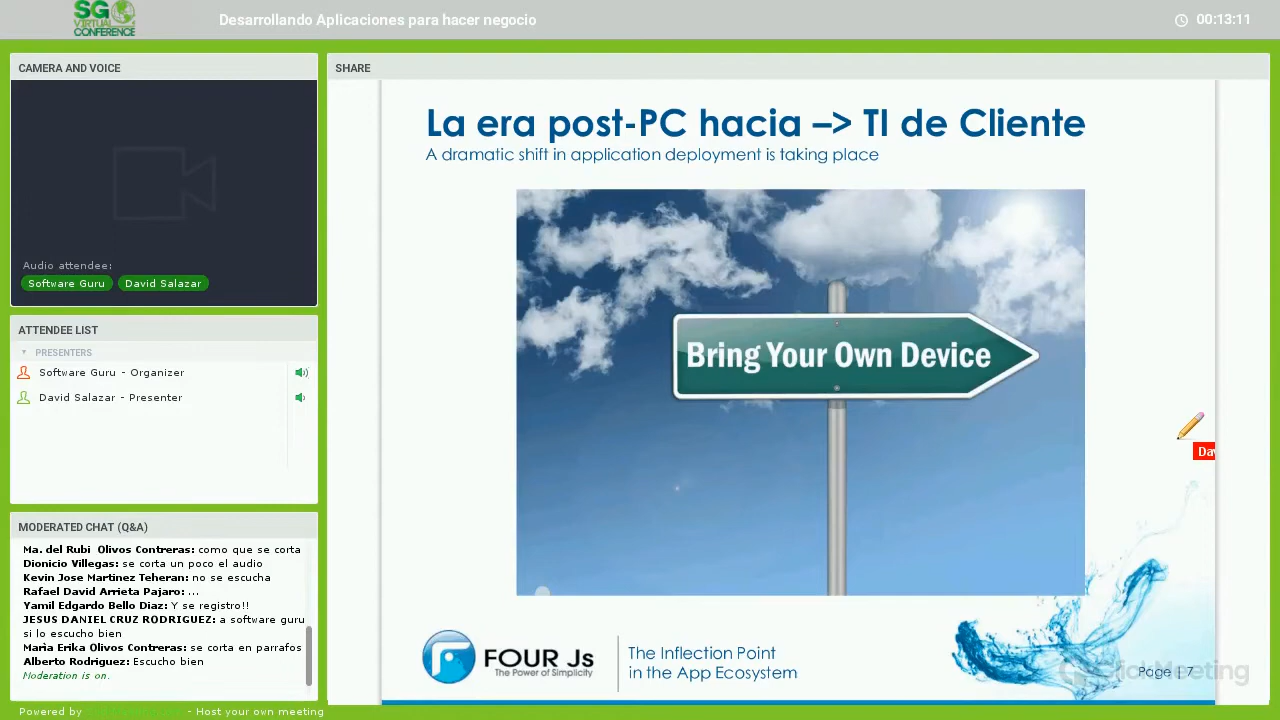 SG
VIRTUAL
CONFERENCE
Desarrollando Aplicaciones para hacer negocio
00:13:11
CAMERA AND VOICE
Audio attendee:
Software Guru
David Salazar
ATTENDEE LIST
PRESENTERS
Software Guru - Organizer
David Salazar - Presenter
MODERATED CHAT (Q&A)
Ma. del Rubi Olivos Contreras: como que se corta
Dionicio Villegas: se corta un poco el audio
Kevin Jose Martinez Teheran: no se escucha
Rafael David Arrieta Pajaro: ...
Yamil Edgardo Bello Diaz: Y se registro!!
JESUS DANIEL CRUZ RODRIGUEZ: a software guru
si lo escucho bien
Marìa Erika Olivos Contreras: se corta en parrafos
Alberto Rodriguez: Escucho bien
Moderation is on.
Powered by - Host your own meeting
SHARE
La era post-PC hacia –> TI de Cliente
A dramatic shift in application deployment is taking place
Bring Your Own Device
Dav
FOUR Js
The Power of Simplicity
The Inflection Point
in the App Ecosystem
Page | 7
ClickMeeting